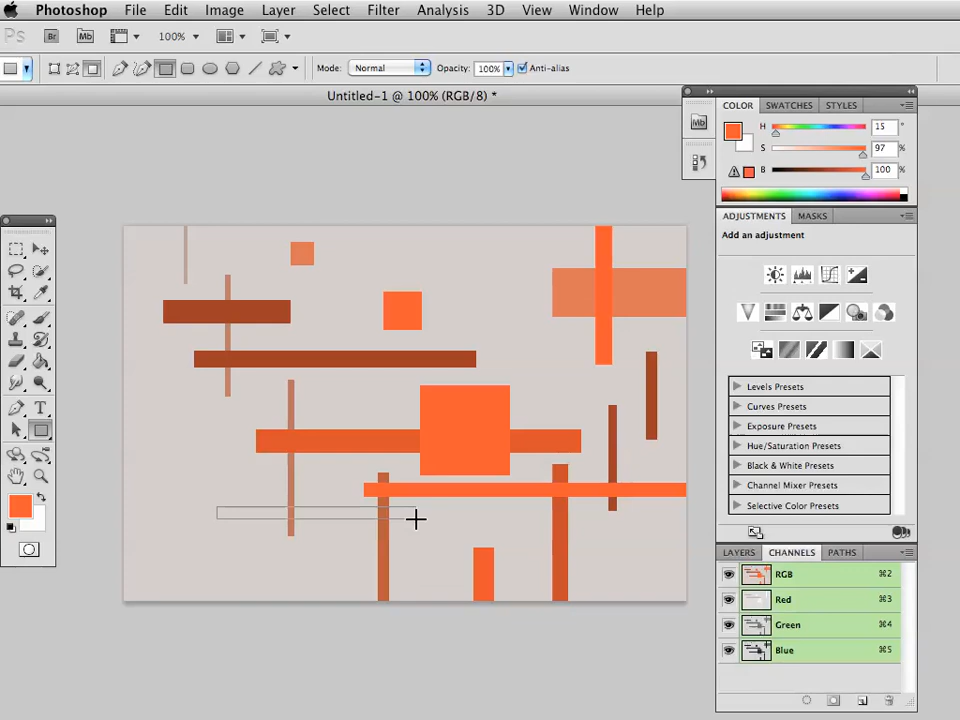 Photoshop File Edit Image Layer Select Filter Analysis 3D View Window Help
Ps Br Mb 100%
Mode: Normal Opacity: 100% Anti-alias
Untitled-1 @ 100% (RGB/8) *
Mb
COLOR SWATCHES STYLES
H 15 °
S 97 %
B 100 %
ADJUSTMENTS MASKS
Add an adjustment
Levels Presets
Curves Presets
Exposure Presets
Hue/Saturation Presets
Black & White Presets
Channel Mixer Presets
Selective Color Presets
T
LAYERS CHANNELS PATHS
RGB ⌘2
Red ⌘3
Green ⌘4
Blue ⌘5